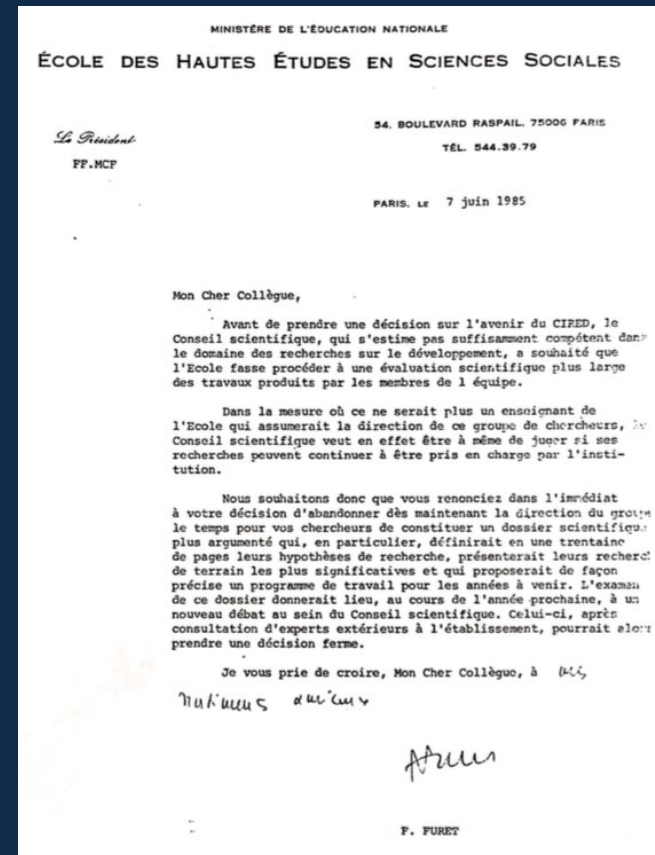 MINISTÈRE DE L'ÉDUCATION NATIONALE
ÉCOLE DES HAUTES ÉTUDES EN SCIENCES SOCIALES
54. BOULEVARD RASPAIL. 75006 PARIS
Le Président
TÉL. 544.39.79
FF.MCF
PARIS. LE 7 juin 1985
Mon Cher Collègue,
Avant de prendre une décision sur l'avenir du CIRED, le
Conseil scientifique, qui s'estime pas suffisamment compétent dans
le domaine des recherches sur le développement, a souhaité que
l'Ecole fasse procéder à une évaluation scientifique plus large
des travaux produits par les membres de l équipe.
Dans la mesure où ce ne serait plus un enseignant de
l'Ecole qui assumerait la direction de ce groupe de chercheurs, le
Conseil scientifique veut en effet être à même de juger si ses
recherches peuvent continuer à être pris en charge par l'insti-
tution.
Nous souhaitons donc que vous renonciez dans l'immédiat
à votre décision d'abandonner dès maintenant la direction du groupe
le temps pour vos chercheurs de constituer un dossier scientifique
plus argumenté qui, en particulier, définirait en une trentaine
de pages leurs hypothèses de recherche, présenterait leurs recherc
de terrain les plus significatives et qui proposerait de façon
précise un programme de travail pour les années à venir. L'examen
de ce dossier donnerait lieu, au cours de l'année prochaine, à un
nouveau débat au sein du Conseil scientifique. Celui-ci, après
consultation d'experts extérieurs à l'établissement, pourrait alors
prendre une décision ferme.
Je vous prie de croire, Mon Cher Collègue, à mes
sentiments amicaux
F. FURET